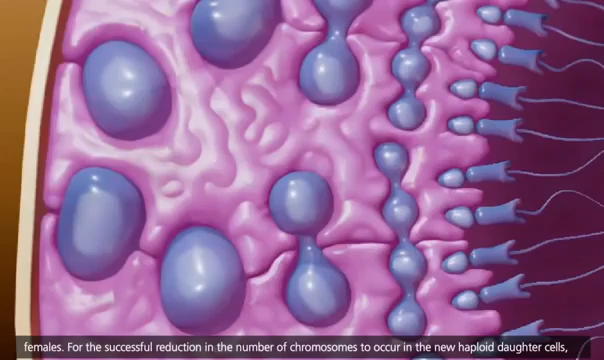 females. For the successful reduction in the number of chromosomes to occur in the new haploid daughter cells,